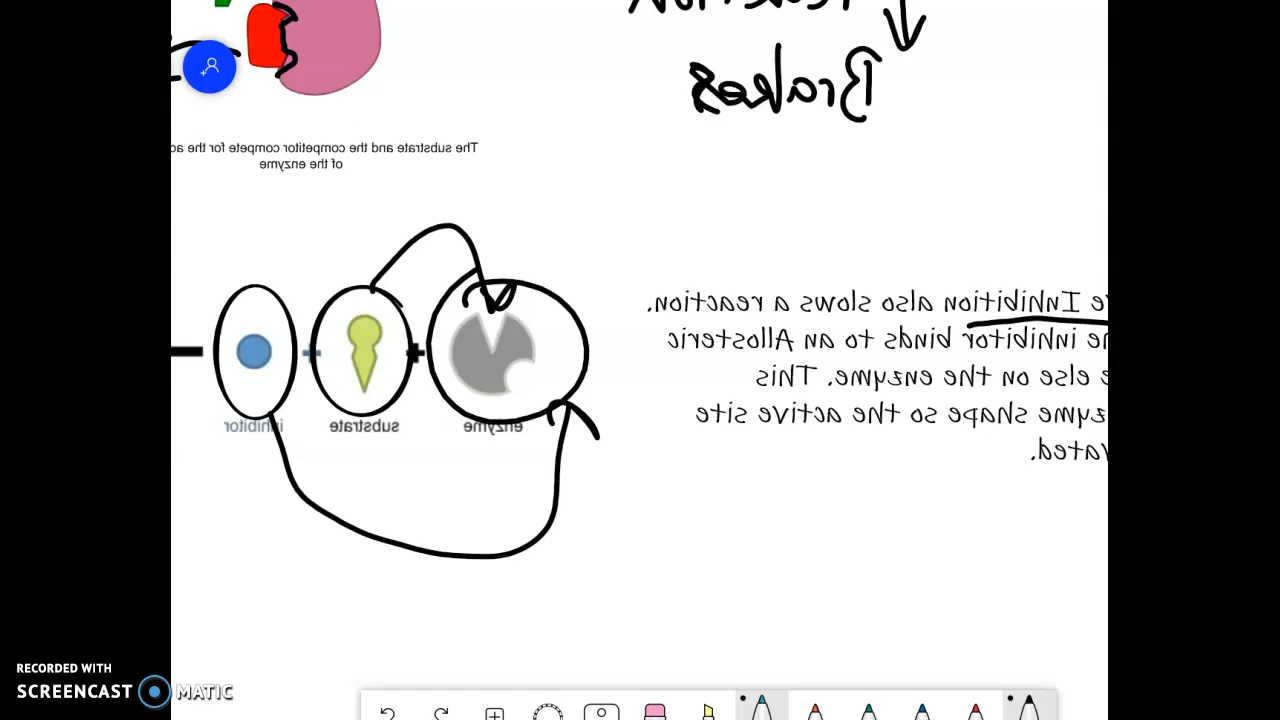 Brakes
The substrate and the competitor compete for the
of the enzyme
Inhibition also slows a reaction.
inhibitor binds to an Allosteric
else on the enzyme. This
shape so the active site
enzyme
substrate
inhibitor
RECORDED WITH
SCREENCAST MATIC